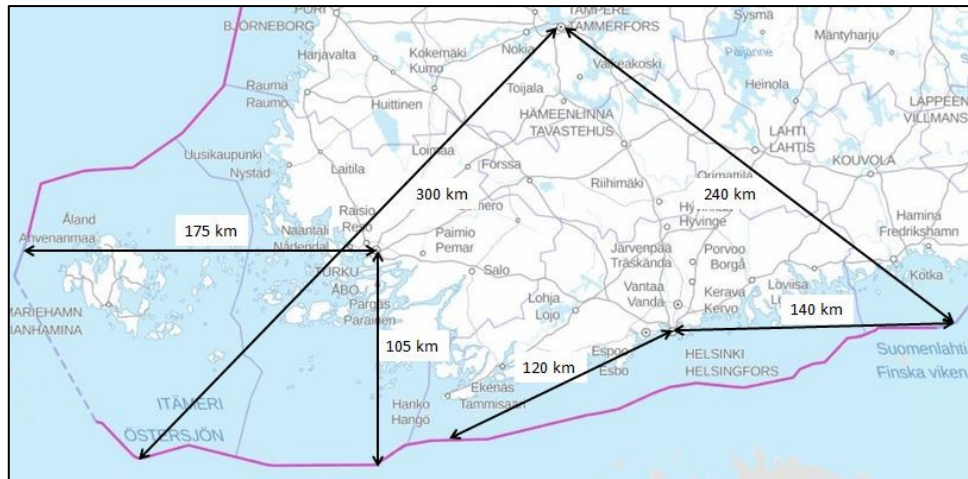 PORI
BJÖRNEBORG
TAMPERE
TAMMERFORS
Sysmä
Mäntyharju
Päijänne
Nokia
Harjavalta
Kokemäki
Kumo
Valkeakoski
Toijala
Heinola
Rauma
Raumo
Huittinen
HÄMEENLINNA
TAVASTEHUS
LAPPEEN
VILLMANS
LAHTI
LAHTIS
KOUVOLA
Uusikaupunki
Nystad
Loimaa
Laitila
Forssa
Riihimäki
Orimattila
300 km
240 km
Åland
Ahvenanmaa
175 km
Raisio
Reso
Naantali
Nådendal
Paimio
Pemar
Hyvinkää
Hyvinge
Hamina
Fredrikshamn
TURKU
ÅBO
Salo
Järvenpää
Träskända
Porvoo
Borgå
Kotka
Pargas
Parainen
Vantaa
Vanda
Kerava
Kervo
Loviisa
Lohja
Lojo
140 km
MARIEHAMN
MAARIANHAMINA
105 km
Espoo
Esbo
120 km
HELSINKI
HELSINGFORS
Suomenlahti
Finska viken
Ekenäs
Tammisaari
Hanko
Hangö
ITÄMERI
ÖSTERSJÖN